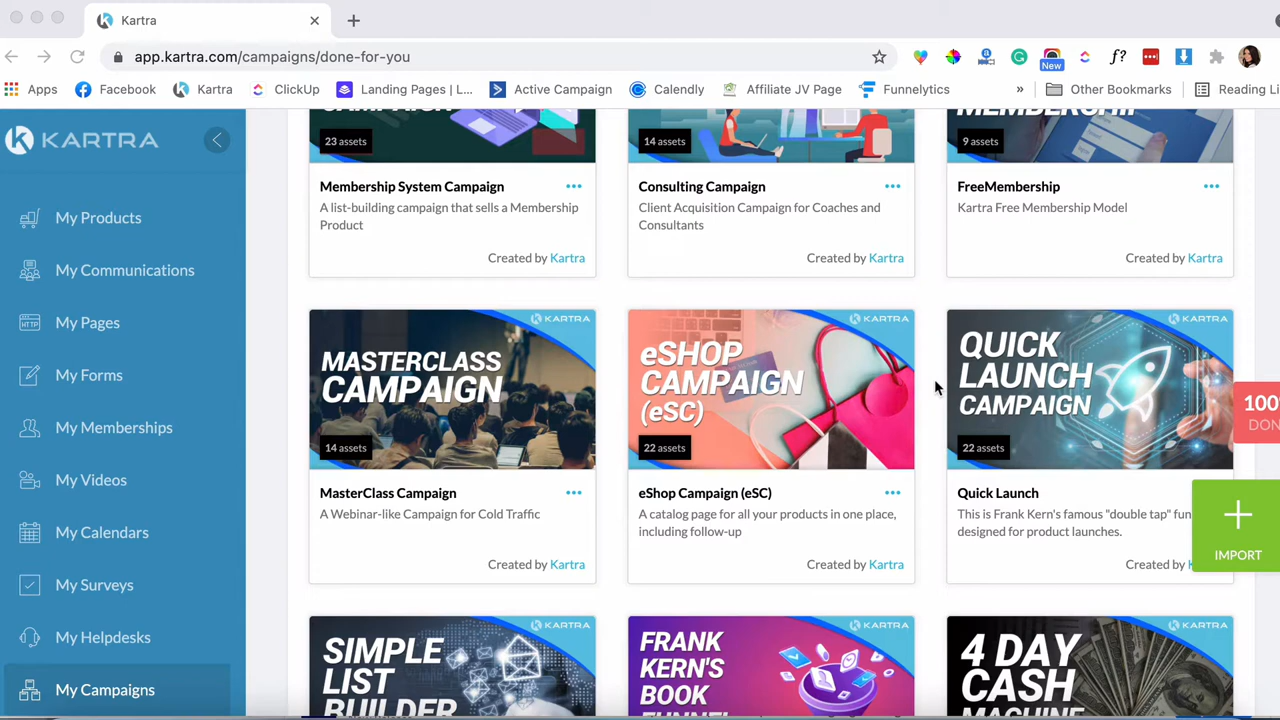 Kartra
app.kartra.com/campaigns/done-for-you
New
f?
Apps
Facebook
Kartra
ClickUp
Landing Pages | L...
Active Campaign
Calendly
Affiliate JV Page
Funnelytics
»
Other Bookmarks
Reading Li
KARTRA
My Products
My Communications
My Pages
HTTP
My Forms
My Memberships
My Videos
My Calendars
My Surveys
My Helpdesks
My Campaigns
23 assets
Membership System Campaign
A list-building campaign that sells a Membership
Product
Created by Kartra
14 assets
Consulting Campaign
Client Acquisition Campaign for Coaches and
Consultants
Created by Kartra
9 assets
FreeMembership
Kartra Free Membership Model
Created by Kartra
KARTRA
MASTERCLASS
CAMPAIGN
14 assets
MasterClass Campaign
A Webinar-like Campaign for Cold Traffic
Created by Kartra
KARTRA
eSHOP
CAMPAIGN
(eSC)
22 assets
eShop Campaign (eSC)
A catalog page for all your products in one place,
including follow-up
Created by Kartra
KARTRA
QUICK
LAUNCH
CAMPAIGN
22 assets
Quick Launch
This is Frank Kern's famous "double tap" fun
designed for product launches.
Created by
100
DON
IMPORT
KARTRA
SIMPLE
LIST
BUILDER
KARTRA
FRANK
KERN'S
BOOK
KARTRA
4 DAY
CASH